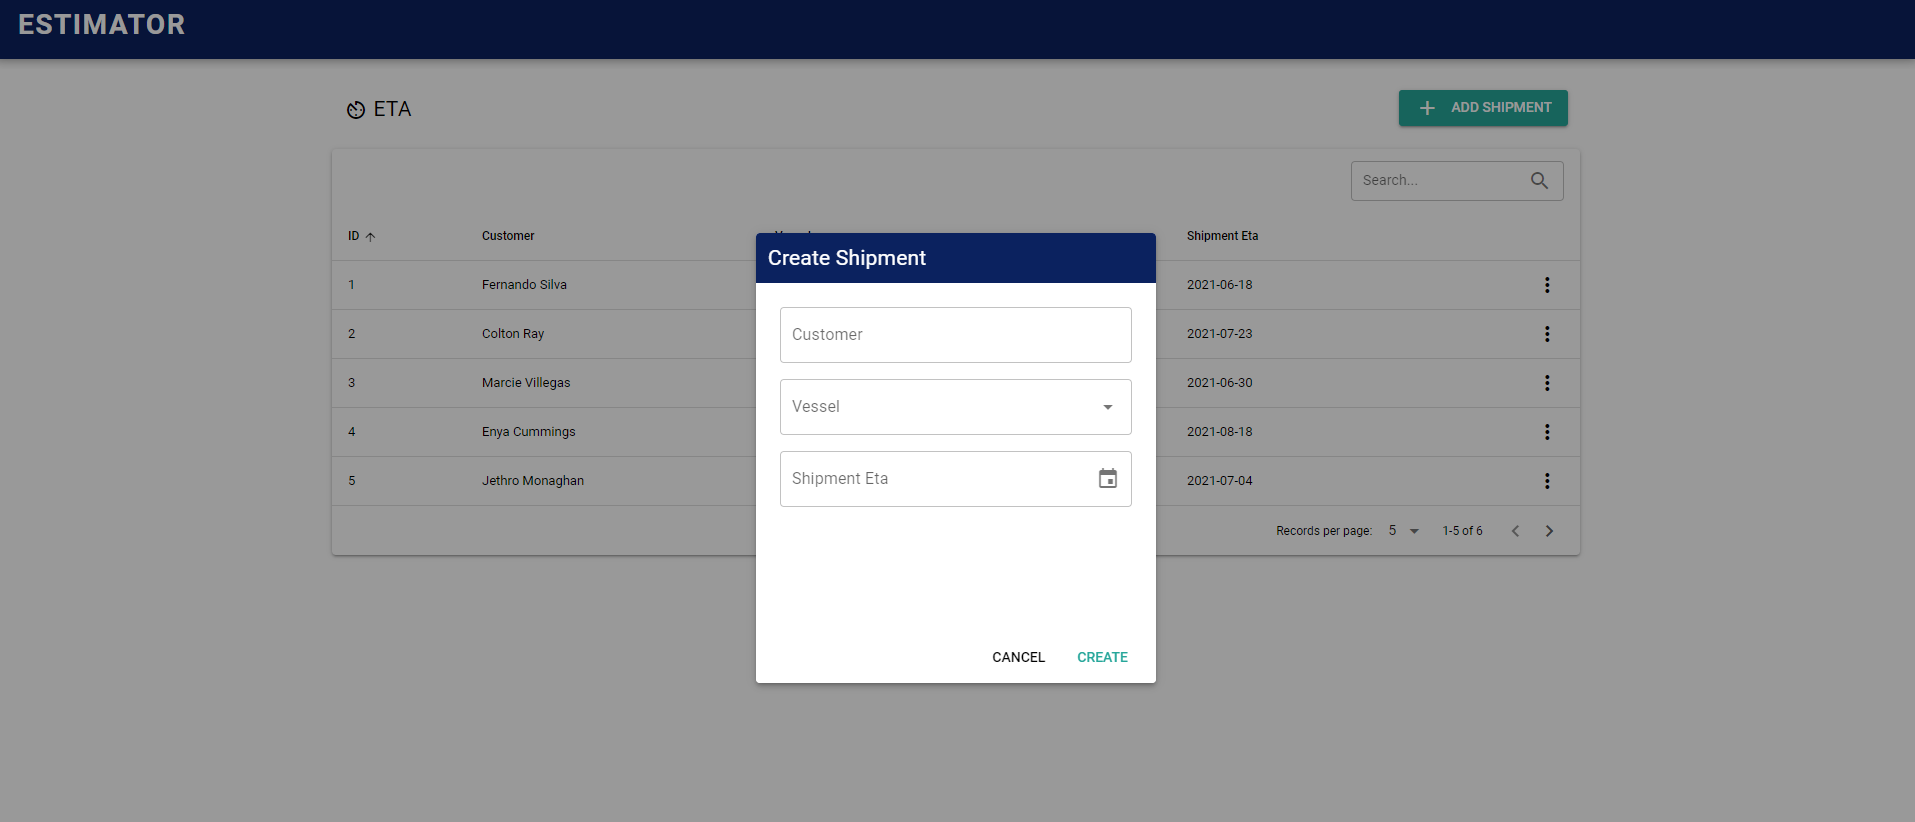 ESTIMATOR
ETA
ADD SHIPMENT
Search...
ID Customer Shipment Eta
1 Fernando Silva 2021-06-18
2 Colton Ray 2021-07-23
3 Marcie Villegas 2021-06-30
4 Enya Cummings 2021-08-18
5 Jethro Monaghan 2021-07-04
Records per page: 5 1-5 of 6
Create Shipment
Customer
Vessel
Shipment Eta
CANCEL CREATE